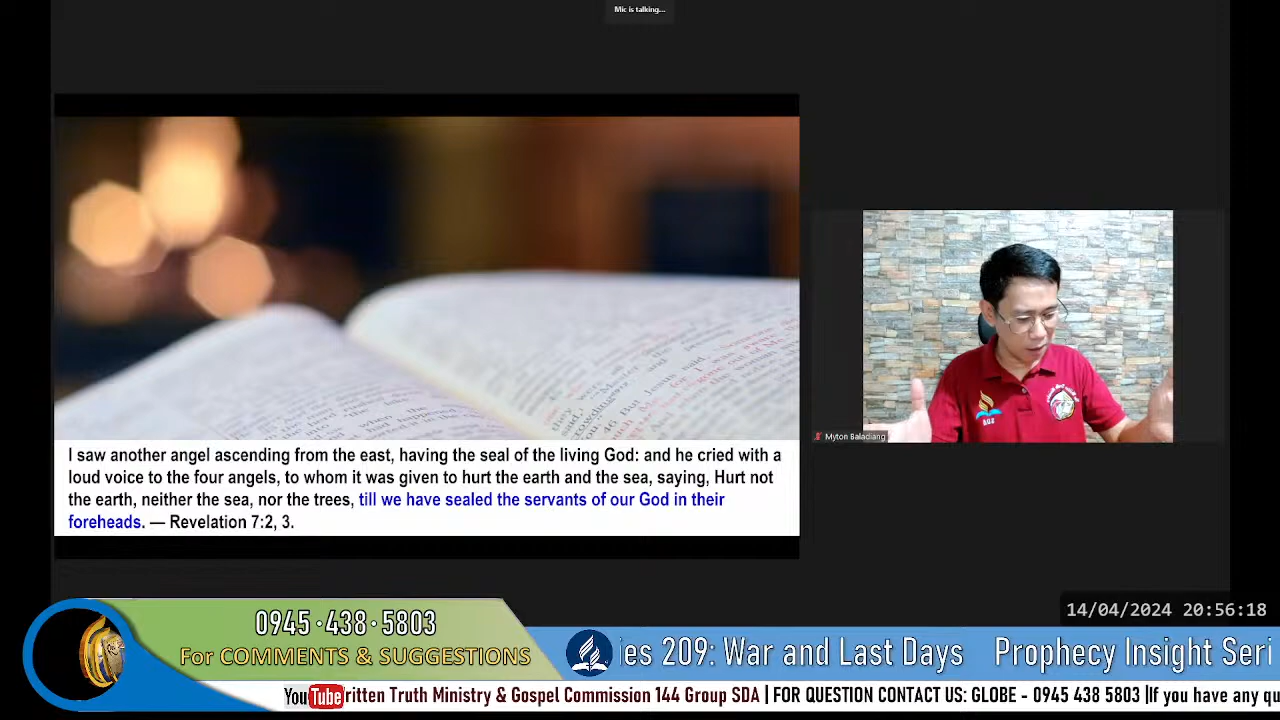 Mic is talking...
I saw another angel ascending from the east, having the seal of the living God: and he cried with a
loud voice to the four angels, to whom it was given to hurt the earth and the sea, saying, Hurt not
the earth, neither the sea, nor the trees, till we have sealed the servants of our God in their
foreheads. — Revelation 7:2, 3.
Myton Baladiang
14/04/2024 20:56:18
0945·438·5803
For COMMENTS & SUGGESTIONS
ies 209: War and Last Days Prophecy Insight Seri
YouTube ritten Truth Ministry & Gospel Commission 144 Group SDA | FOR QUESTION CONTACT US: GLOBE - 0945 438 5803 |If you have any qu